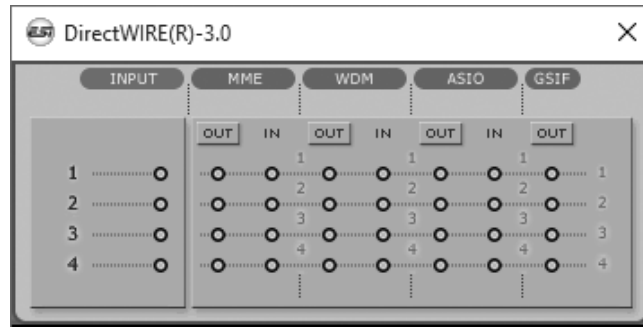 ESI DirectWIRE(R)-3.0
INPUT MME WDM ASIO GSIF
OUT IN OUT IN OUT IN OUT
1 1 1 1 1
2 2 2 2 2
3 3 3 3 3
4 4 4 4 4